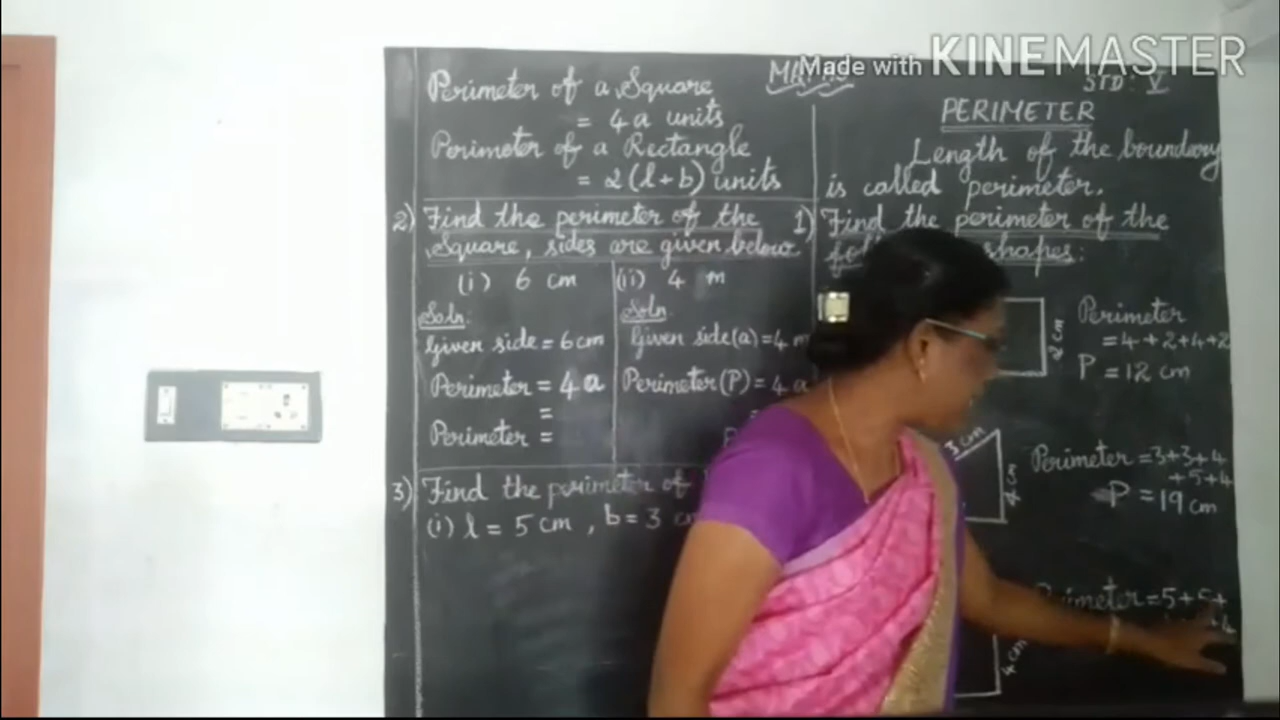 Made with KINEMASTER
STD: V
Perimeter of a Square
= 4a units
Perimeter of a Rectangle
= 2(l+b) units
2) Find the perimeter of the
Square, sides are given below
(i) 6 cm
Soln:
Given side = 6cm
Perimeter = 4a
=
Perimeter =
(ii) 4 m
Soln
Given side(a) = 4 m
Perimeter(P) = 4a
3) Find the perimeter of
(i) l = 5 cm, b = 3
PERIMETER
Length of the boundary
is called perimeter.
1) Find the perimeter of the
shapes:
2 cm
Perimeter
= 4+2+4+2
P = 12 cm
3 cm
4 cm
Perimeter = 3+3+4
+5+4
P = 19 cm
Perimeter = 5+5+
4 cm